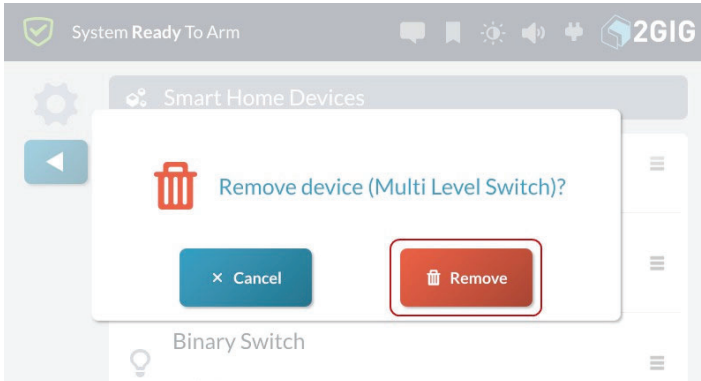 System Ready To Arm
2GIG
Smart Home Devices
Remove device (Multi Level Switch)?
× Cancel
Remove
Binary Switch